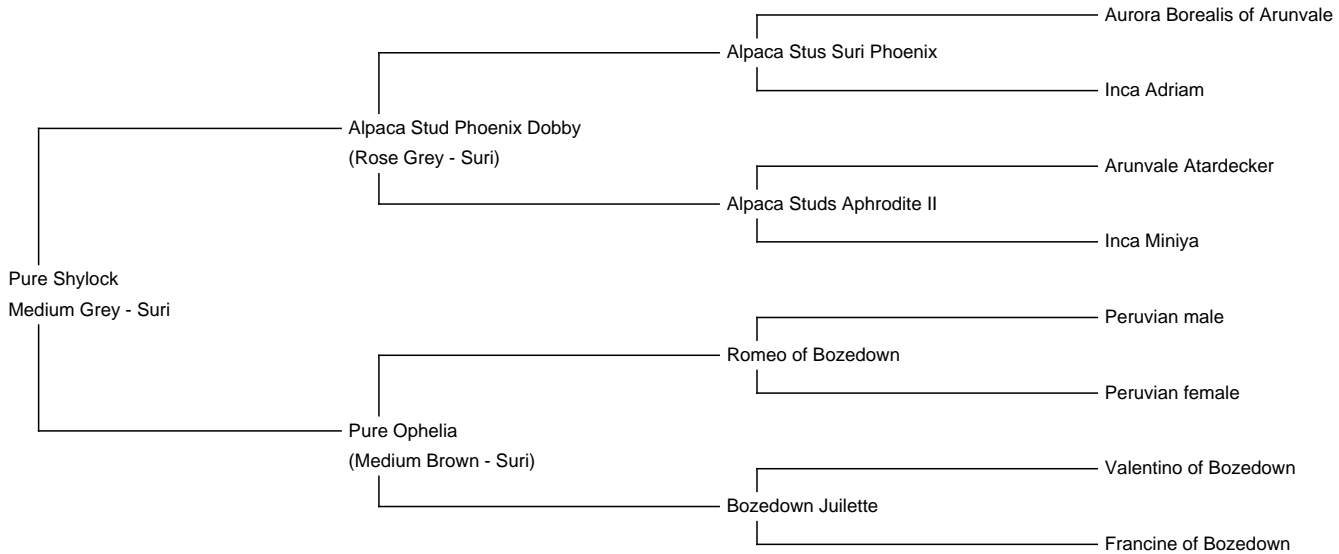 Aurora Borealis of Arunvale
Alpaca Stus Suri Phoenix
Inca Adriam
Alpaca Stud Phoenix Dobby
(Rose Grey - Suri)
Arunvale Atardecker
Alpaca Studs Aphrodite II
Inca Miniya
Pure Shylock
Medium Grey - Suri
Peruvian male
Romeo of Bozedown
Peruvian female
Pure Ophelia
(Medium Brown - Suri)
Valentino of Bozedown
Bozedown Juilette
Francine of Bozedown